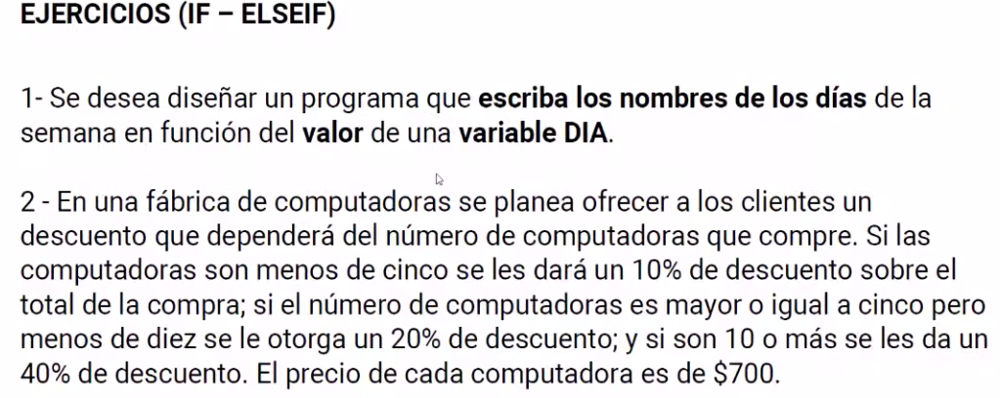 EJERCICIOS (IF – ELSEIF)
1- Se desea diseñar un programa que escriba los nombres de los días de la
semana en función del valor de una variable DIA.
2 - En una fábrica de computadoras se planea ofrecer a los clientes un
descuento que dependerá del número de computadoras que compre. Si las
computadoras son menos de cinco se les dará un 10% de descuento sobre el
total de la compra; si el número de computadoras es mayor o igual a cinco pero
menos de diez se le otorga un 20% de descuento; y si son 10 o más se les da un
40% de descuento. El precio de cada computadora es de $700.